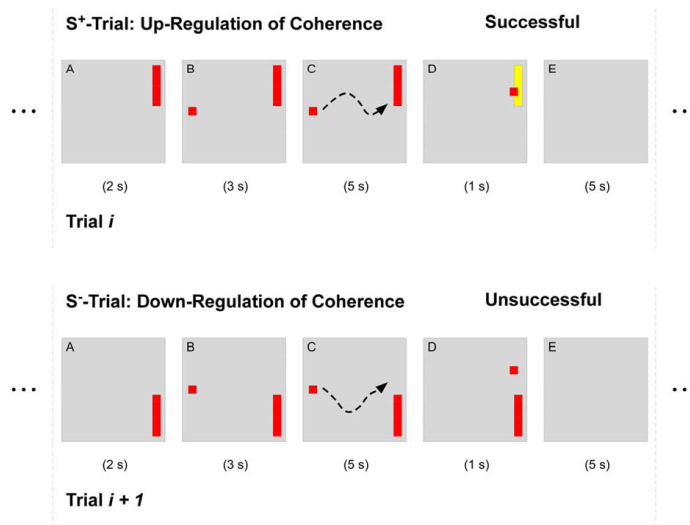 S+-Trial: Up-Regulation of Coherence Successful
A B C D E
... ..
(2 s) (3 s) (5 s) (1 s) (5 s)
Trial i
S--Trial: Down-Regulation of Coherence Unsuccessful
A B C D E
... ..
(2 s) (3 s) (5 s) (1 s) (5 s)
Trial i + 1